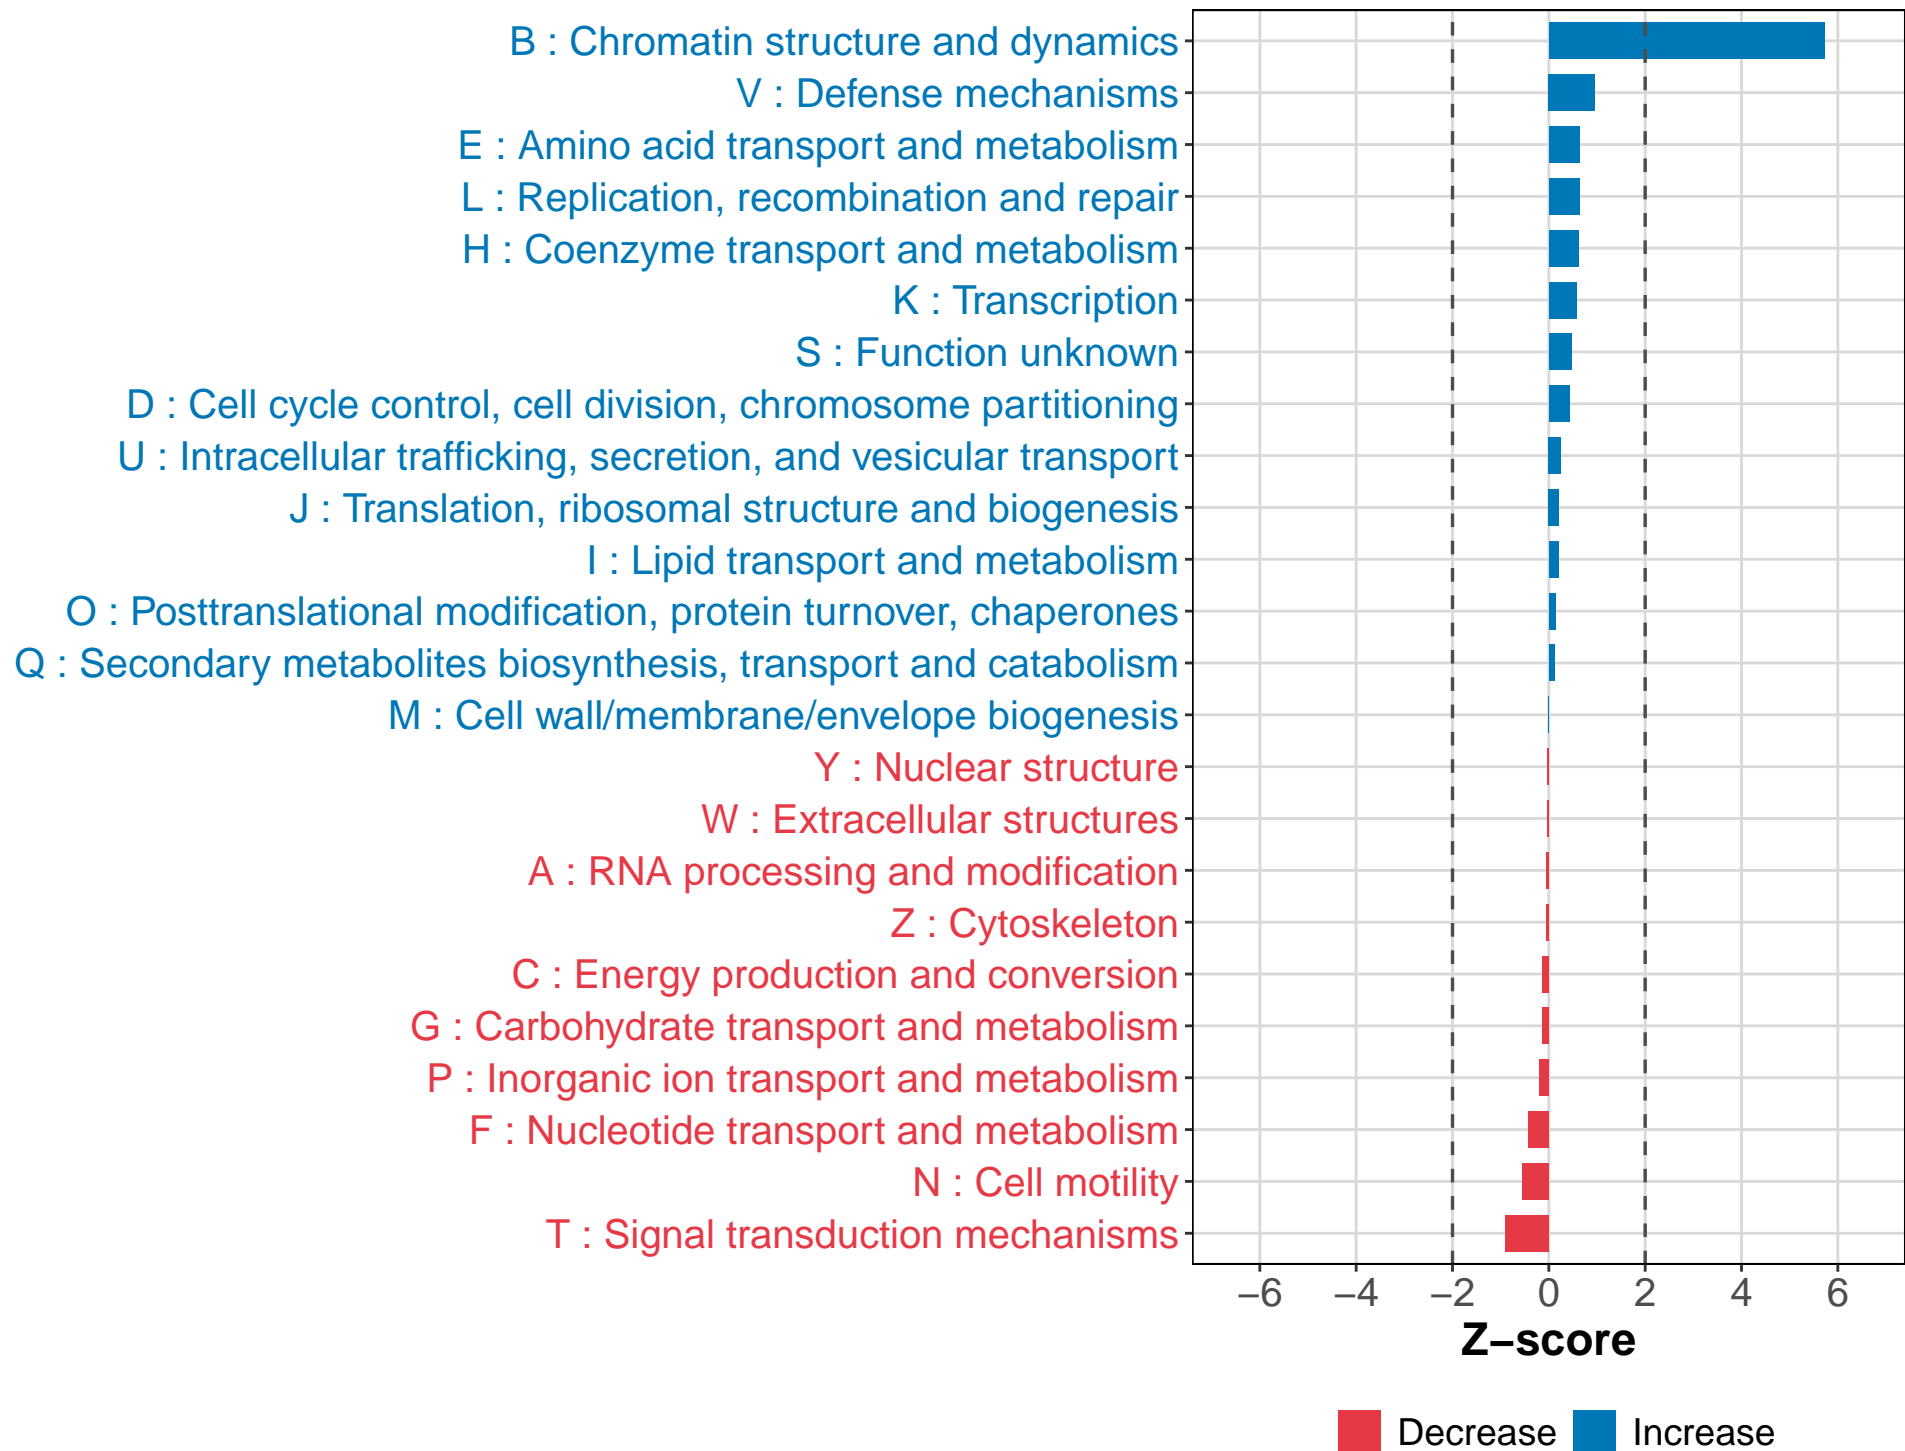 B : Chromatin structure and dynamics
V : Defense mechanisms
E : Amino acid transport and metabolism
L : Replication, recombination and repair
H : Coenzyme transport and metabolism
K : Transcription
S : Function unknown
D : Cell cycle control, cell division, chromosome partitioning
U : Intracellular trafficking, secretion, and vesicular transport
J : Translation, ribosomal structure and biogenesis
I : Lipid transport and metabolism
O : Posttranslational modification, protein turnover, chaperones
Q : Secondary metabolites biosynthesis, transport and catabolism
M : Cell wall/membrane/envelope biogenesis
Y : Nuclear structure
W : Extracellular structures
A : RNA processing and modification
Z : Cytoskeleton
C : Energy production and conversion
G : Carbohydrate transport and metabolism
P : Inorganic ion transport and metabolism
F : Nucleotide transport and metabolism
N : Cell motility
T : Signal transduction mechanisms
−6 −4 −2 0 2 4 6
Z−score
Decrease Increase